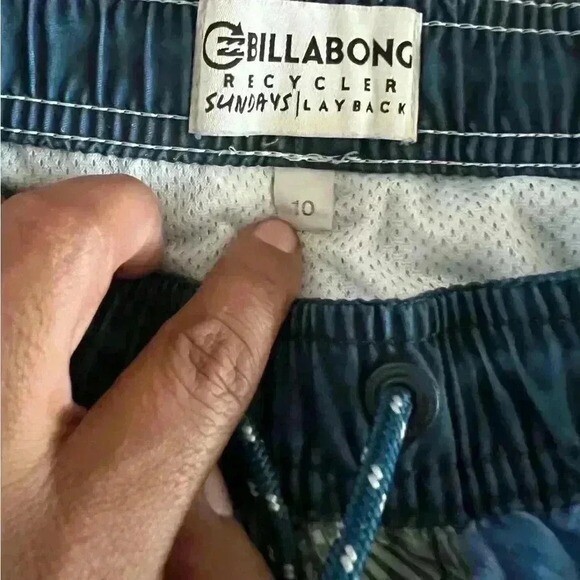 BILLABONG
RECYCLER
SUNDAYS | LAYBACK
10